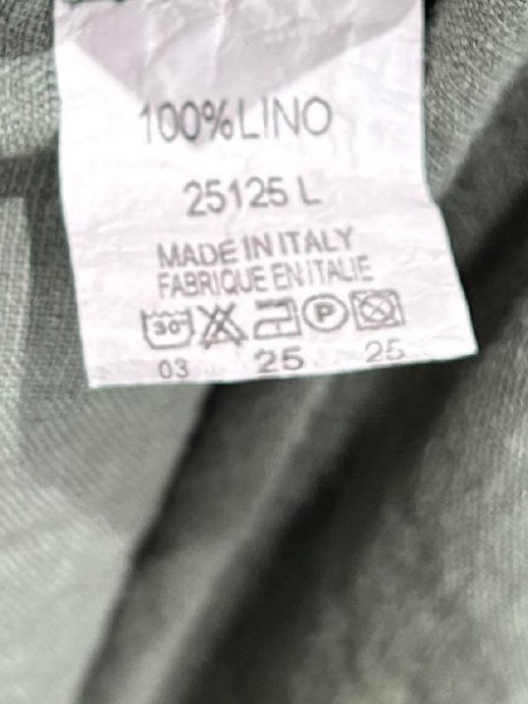 100%LINO
25125 L
MADE IN ITALY
FABRIQUE EN ITALIE
30° P
03 25 25